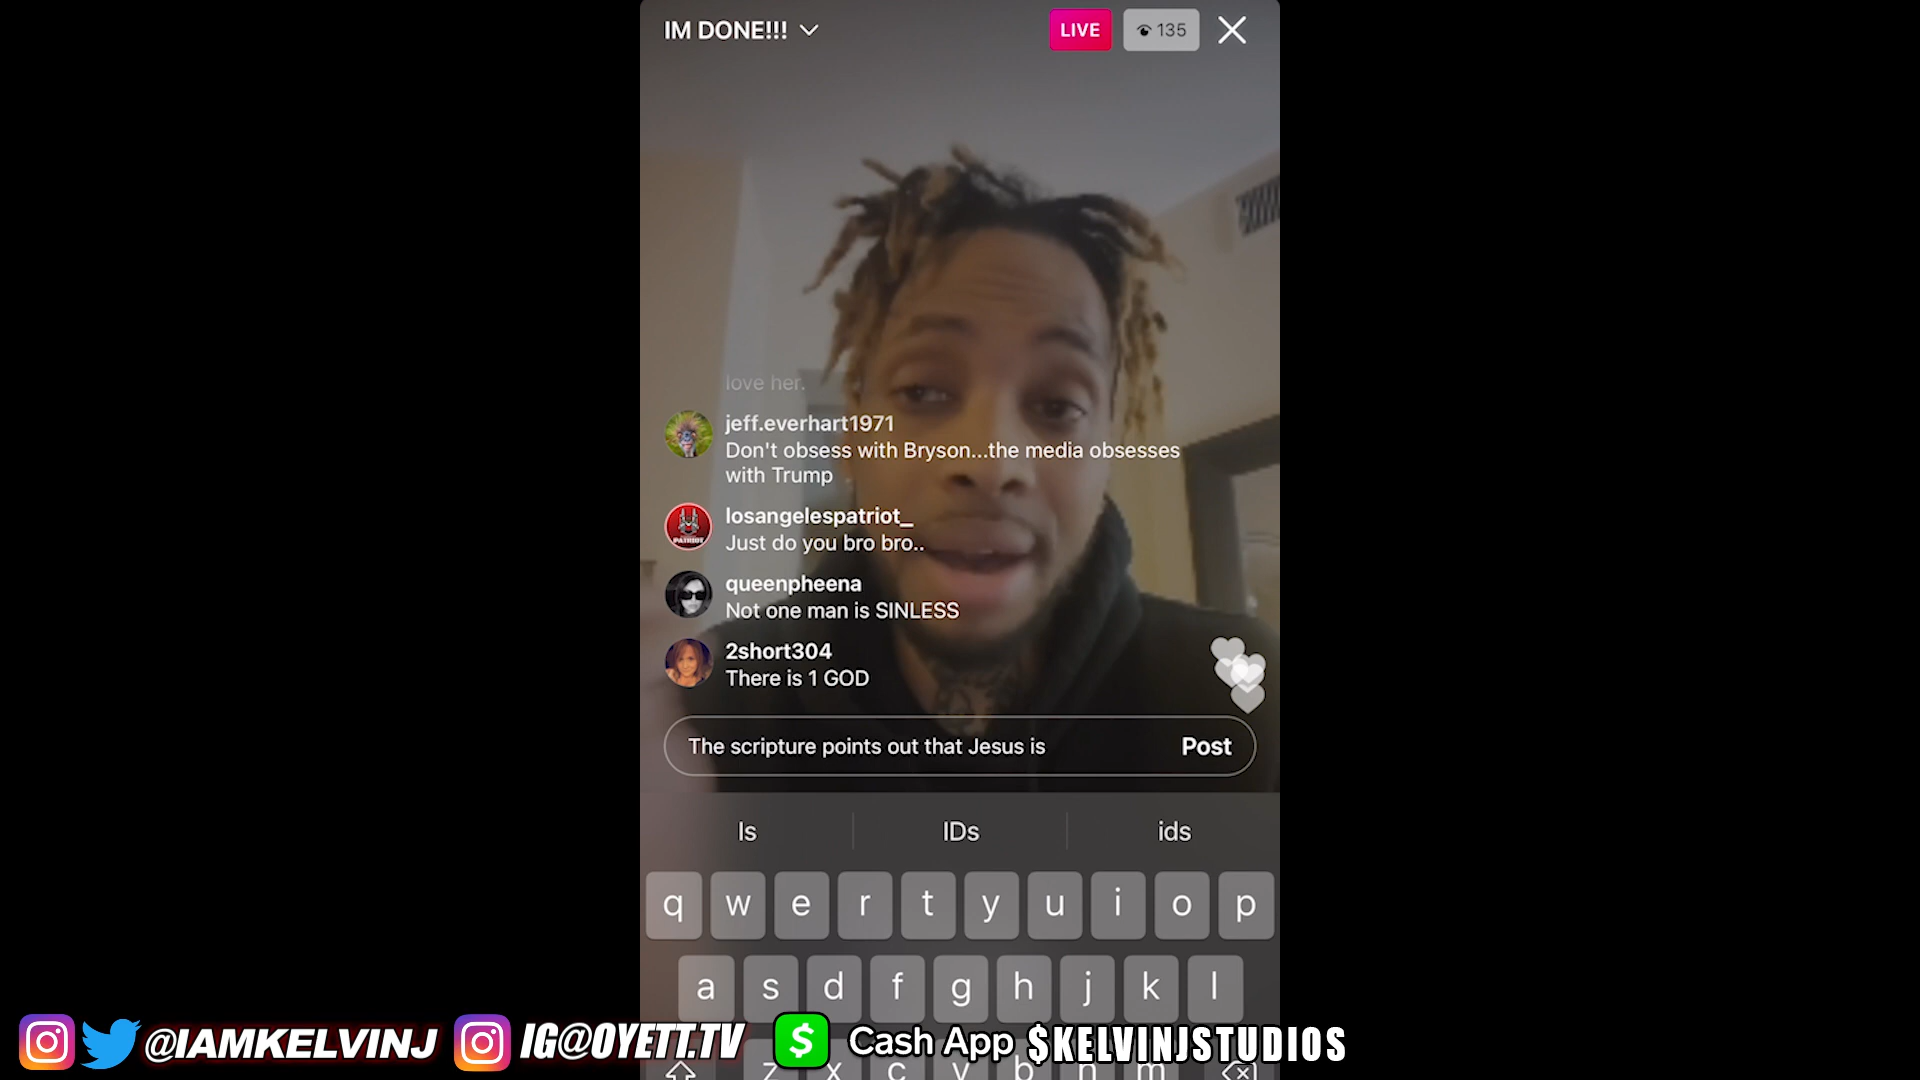 IM DONE!!!
LIVE
135
love her.
jeff.everhart1971
Don't obsess with Bryson...the media obsesses
with Trump
losangelespatriot_
Just do you bro bro..
PATRIOT
queenpheena
Not one man is SINLESS
2short304
There is 1 GOD
The scripture points out that Jesus is
Post
Is
IDs
ids
q w e r t y u i o p
a s d f g h j k l
@IAMKELVINJ IG@OYETT.TV $ Cash App $KELVINJSTUDIOS
z x c v b n m